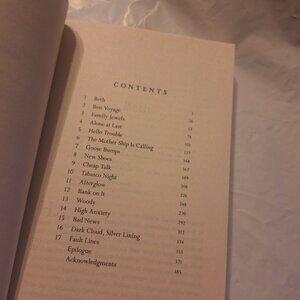 CONTENTS
1 Beth 1
2 Bon Voyage
3 Family Jewels
4 Alone at Last
5 Hello Trouble
6 The Mother Ship Is Calling
7 Goose Bumps
8 New Shoes
9 Cheap Talk
10 Tabasco Night
11 Afterglow
12 Bank on It
13 Woody
14 High Anxiety
15 Bad News
16 Dark Cloud, Silver Lining
17 Fault Lines
Epilogue
Acknowledgments